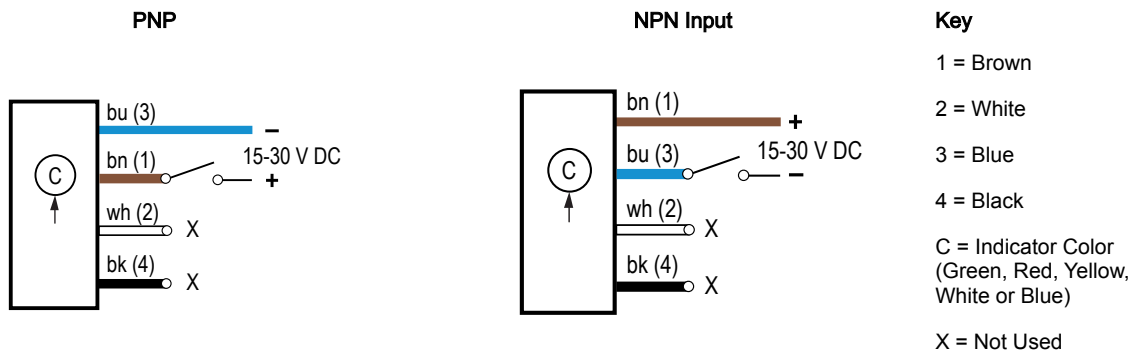 PNP
bu (3)
−
bn (1)
15-30 V DC
+
C
wh (2)
X
bk (4)
X
NPN Input
bn (1)
+
bu (3)
15-30 V DC
−
C
wh (2)
X
bk (4)
X
Key
1 = Brown
2 = White
3 = Blue
4 = Black
C = Indicator Color
(Green, Red, Yellow,
White or Blue)
X = Not Used